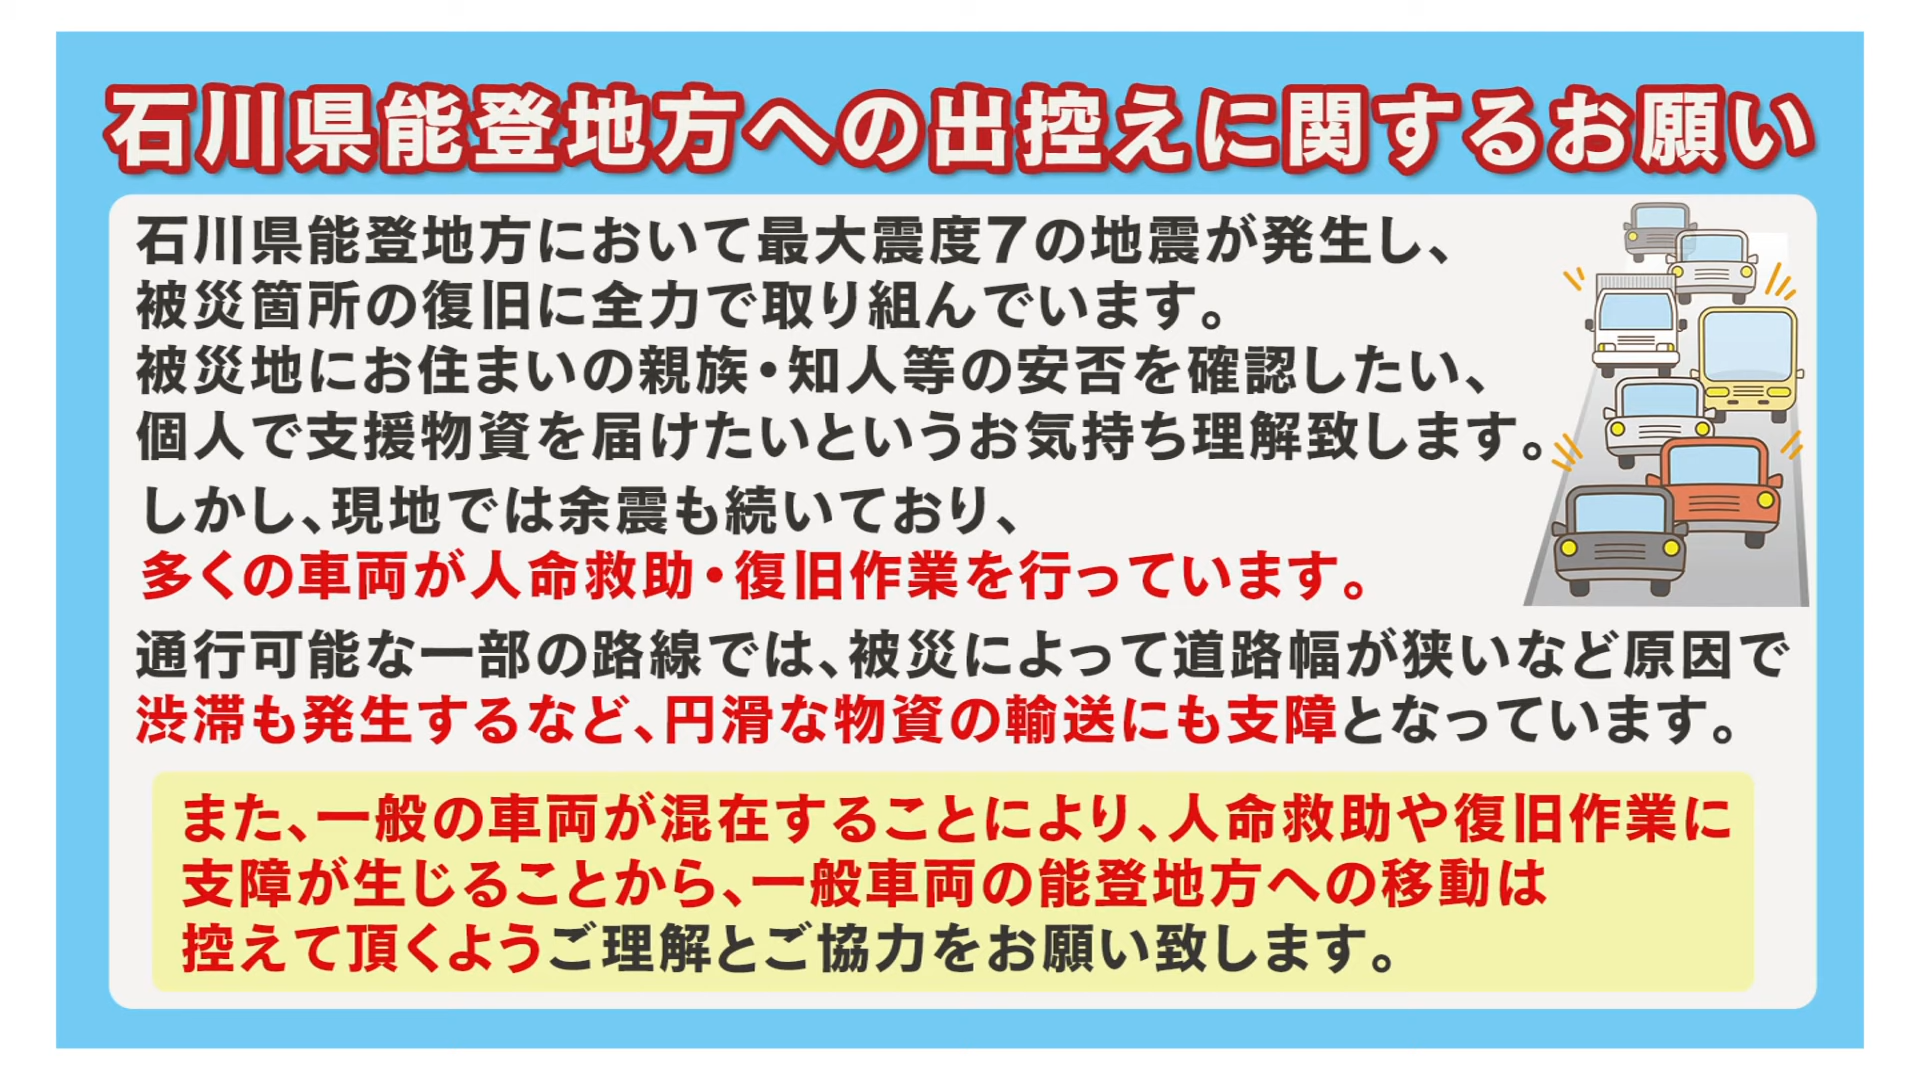 石川県能登地方への出控えに関するお願い
石川県能登地方において最大震度7の地震が発生し、
被災箇所の復旧に全力で取り組んでいます。
被災地にお住まいの親族・知人等の安否を確認したい、
個人で支援物資を届けたいというお気持ち理解致します。
しかし、現地では余震も続いており、
多くの車両が人命救助・復旧作業を行っています。
通行可能な一部の路線では、被災によって道路幅が狭いなど原因で
渋滞も発生するなど、円滑な物資の輸送にも支障となっています。
また、一般の車両が混在することにより、人命救助や復旧作業に
支障が生じることから、一般車両の能登地方への移動は
控えて頂くようご理解とご協力をお願い致します。